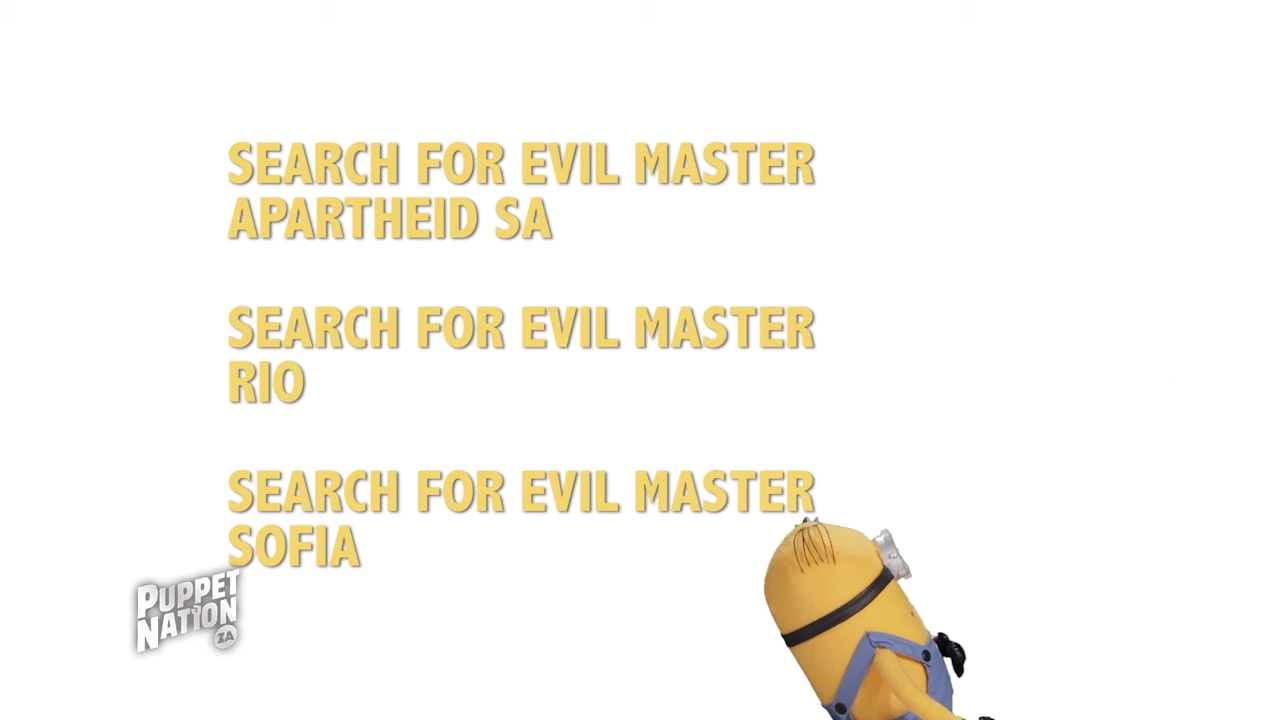 SEARCH FOR EVIL MASTER
APARTHEID SA
SEARCH FOR EVIL MASTER
RIO
SEARCH FOR EVIL MASTER
SOFIA
PUPPET
NATION
ZA